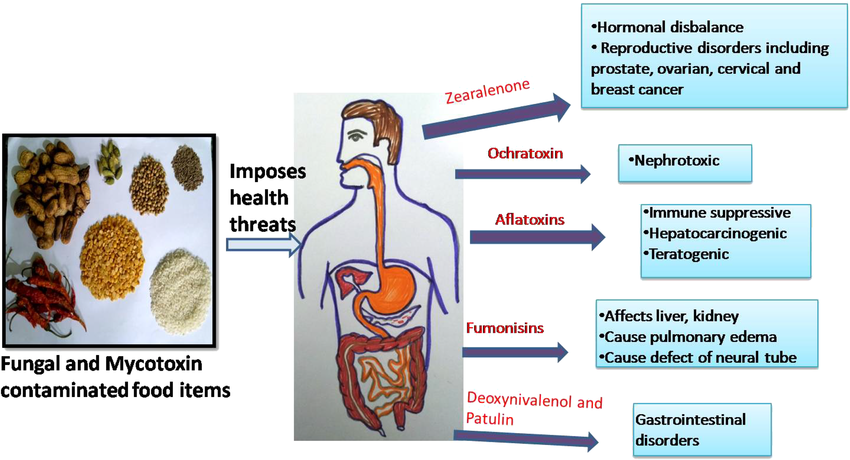 Fungal and Mycotoxin
contaminated food items
Imposes
health
threats
Zearalenone
•Hormonal disbalance
• Reproductive disorders including
prostate, ovarian, cervical and
breast cancer
Ochratoxin
•Nephrotoxic
Aflatoxins
•Immune suppressive
•Hepatocarcinogenic
•Teratogenic
Fumonisins
•Affects liver, kidney
•Cause pulmonary edema
•Cause defect of neural tube
Deoxynivalenol and
Patulin
Gastrointestinal
disorders